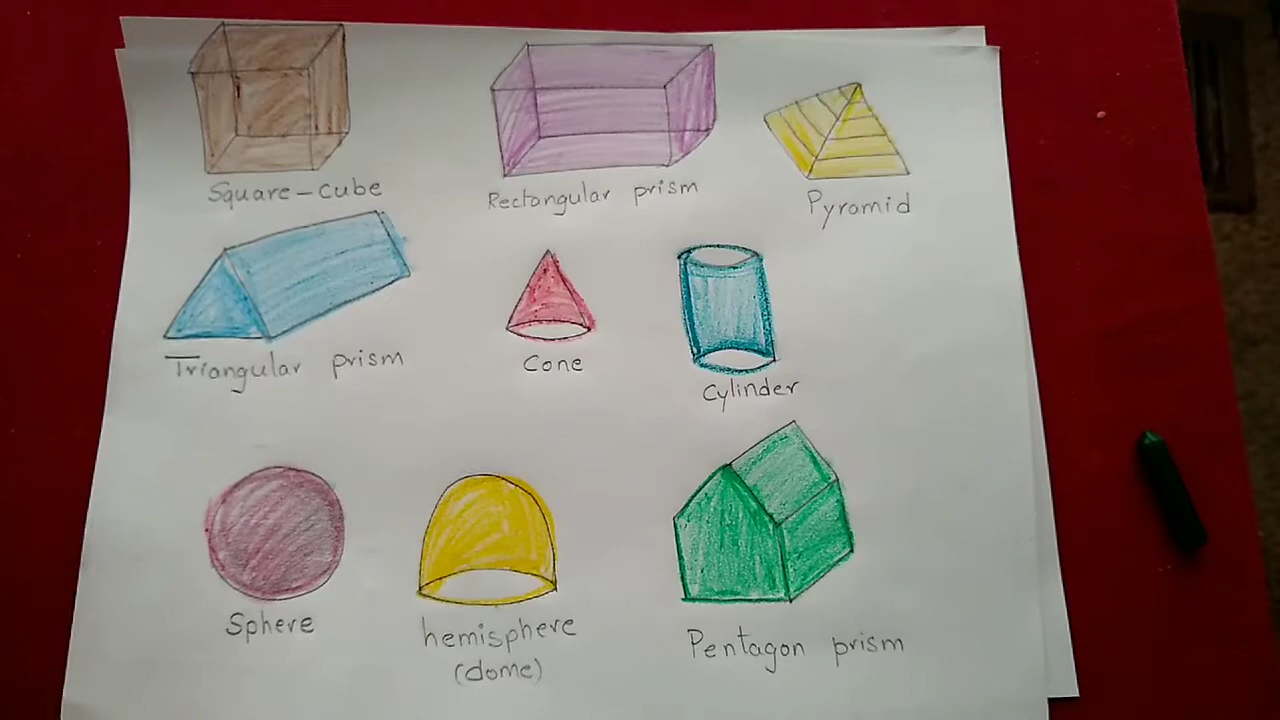 Square-cube
Rectangular prism
Pyramid
Triangular prism
Cone
Cylinder
Sphere
hemisphere
(dome)
Pentagon prism